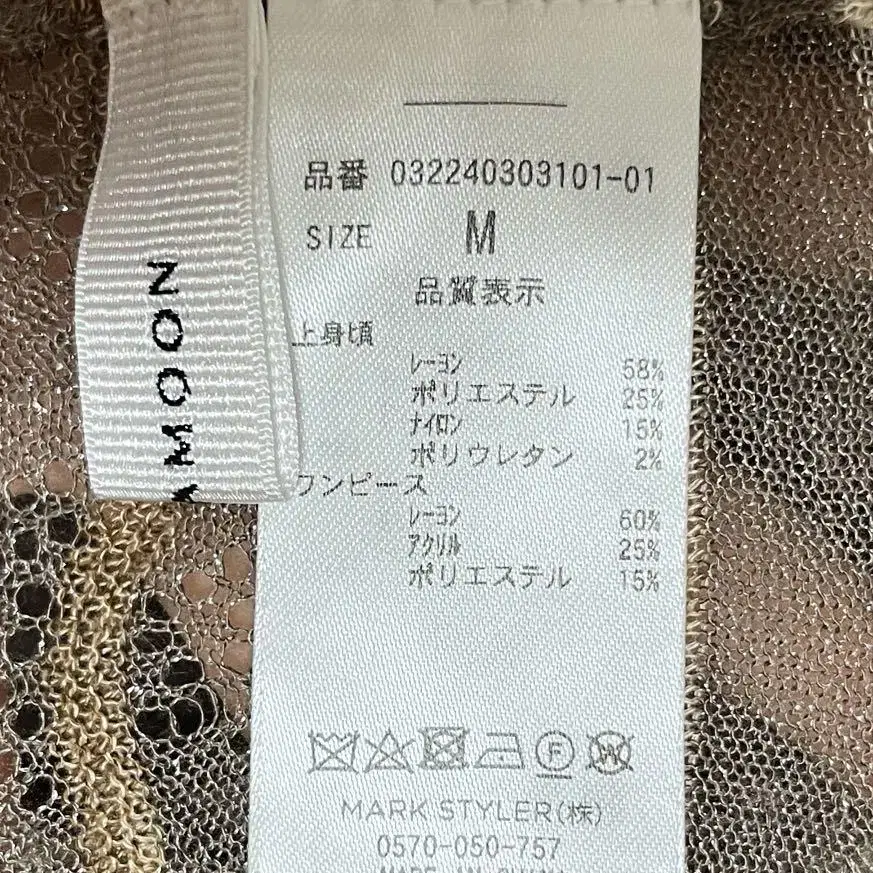 AMOON
品番 032240303101-01
SIZE M
品質表示
上身頃
レーヨン 58%
ポリエステル 25%
ナイロン 15%
ポリウレタン 2%
ワンピース
レーヨン 60%
アクリル 25%
ポリエステル 15%
F W
MARK STYLER(株)
0570-050-757